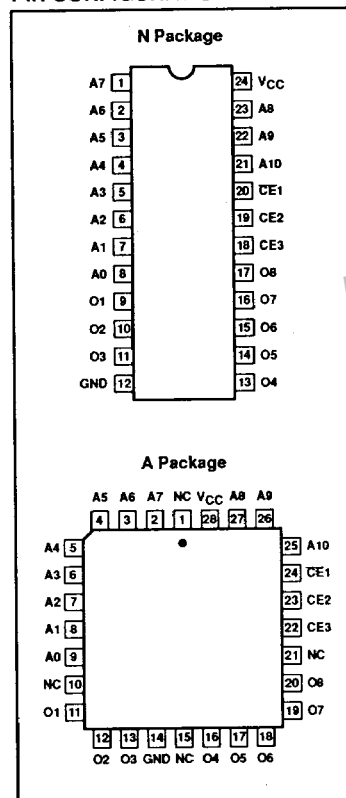 N Package
A7 1 24 VCC
A6 2 23 A8
A5 3 22 A9
A4 4 21 A10
A3 5 20 C̅E̅1
A2 6 19 CE2
A1 7 18 CE3
A0 8 17 O8
O1 9 16 O7
O2 10 15 O6
O3 11 14 O5
GND 12 13 O4
A Package
A5 A6 A7 NC VCC A8 A9
4 3 2 1 28 27 26
A4 5 25 A10
A3 6 24 C̅E̅1
A2 7 23 CE2
A1 8 22 CE3
A0 9 21 NC
NC 10 20 O8
O1 11 19 O7
12 13 14 15 16 17 18
O2 O3 GND NC O4 O5 O6